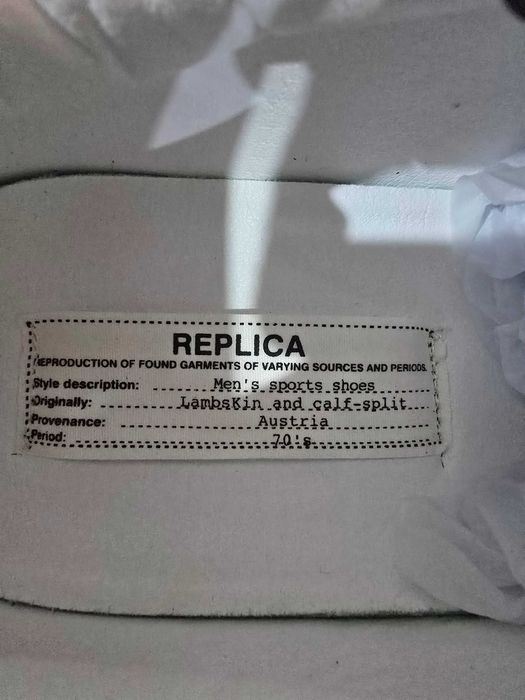 REPLICA
REPRODUCTION OF FOUND GARMENTS OF VARYING SOURCES AND PERIODS.
Style description: Men's sports shoes
Originally: LambsKin and calf-split
Provenance: Austria
Period: 70's